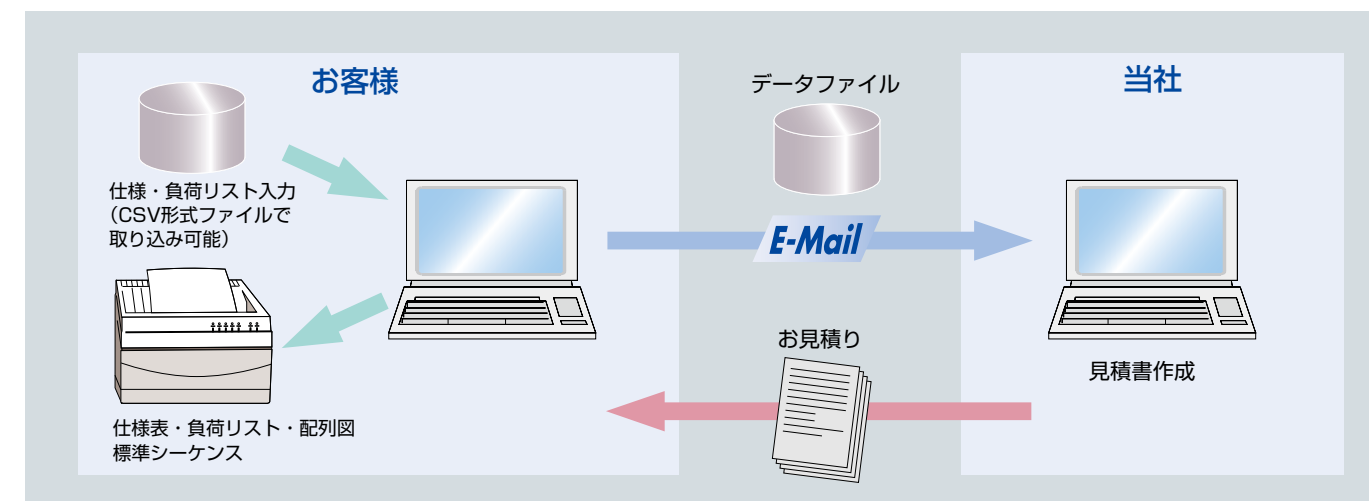 お客様
仕様・負荷リスト入力
（CSV形式ファイルで
取り込み可能）
仕様表・負荷リスト・配列図
標準シーケンス
データファイル
E-Mail
お見積り
当社
見積書作成